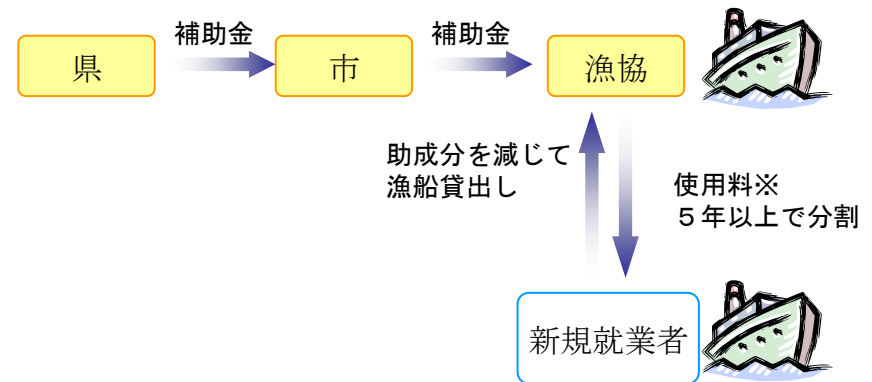 補助金
補助金
県
市
漁協
助成分を減じて
漁船貸出し
使用料※
５年以上で分割
新規就業者